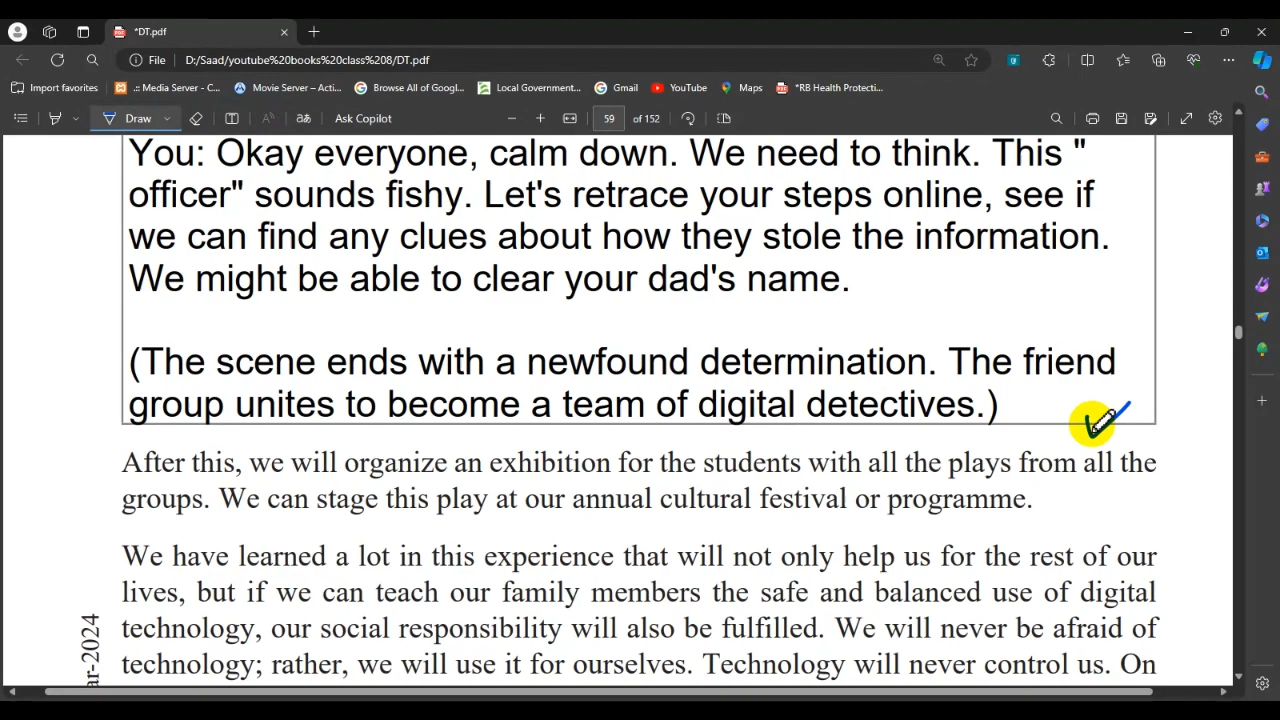 *DT.pdf
File D:/Saad/youtube%20books%20class%208/DT.pdf
Import favorites .:: Media Server - C... Movie Server – Acti... Browse All of Googl... Local Government... Gmail YouTube Maps *RB Health Protecti...
Draw aあ Ask Copilot 59 of 152
You: Okay everyone, calm down. We need to think. This "
officer" sounds fishy. Let's retrace your steps online, see if
we can find any clues about how they stole the information.
We might be able to clear your dad's name.
(The scene ends with a newfound determination. The friend
group unites to become a team of digital detectives.)
After this, we will organize an exhibition for the students with all the plays from all the
groups. We can stage this play at our annual cultural festival or programme.
We have learned a lot in this experience that will not only help us for the rest of our
lives, but if we can teach our family members the safe and balanced use of digital
technology, our social responsibility will also be fulfilled. We will never be afraid of
technology; rather, we will use it for ourselves. Technology will never control us. On
ar-2024